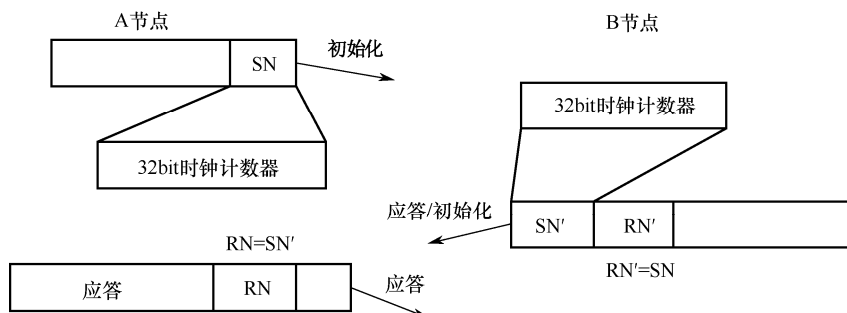 A节点
B节点
SN
初始化
32bit时钟计数器
32bit时钟计数器
应答/初始化
SN′
RN′
RN=SN′
RN′=SN
应答
RN
应答